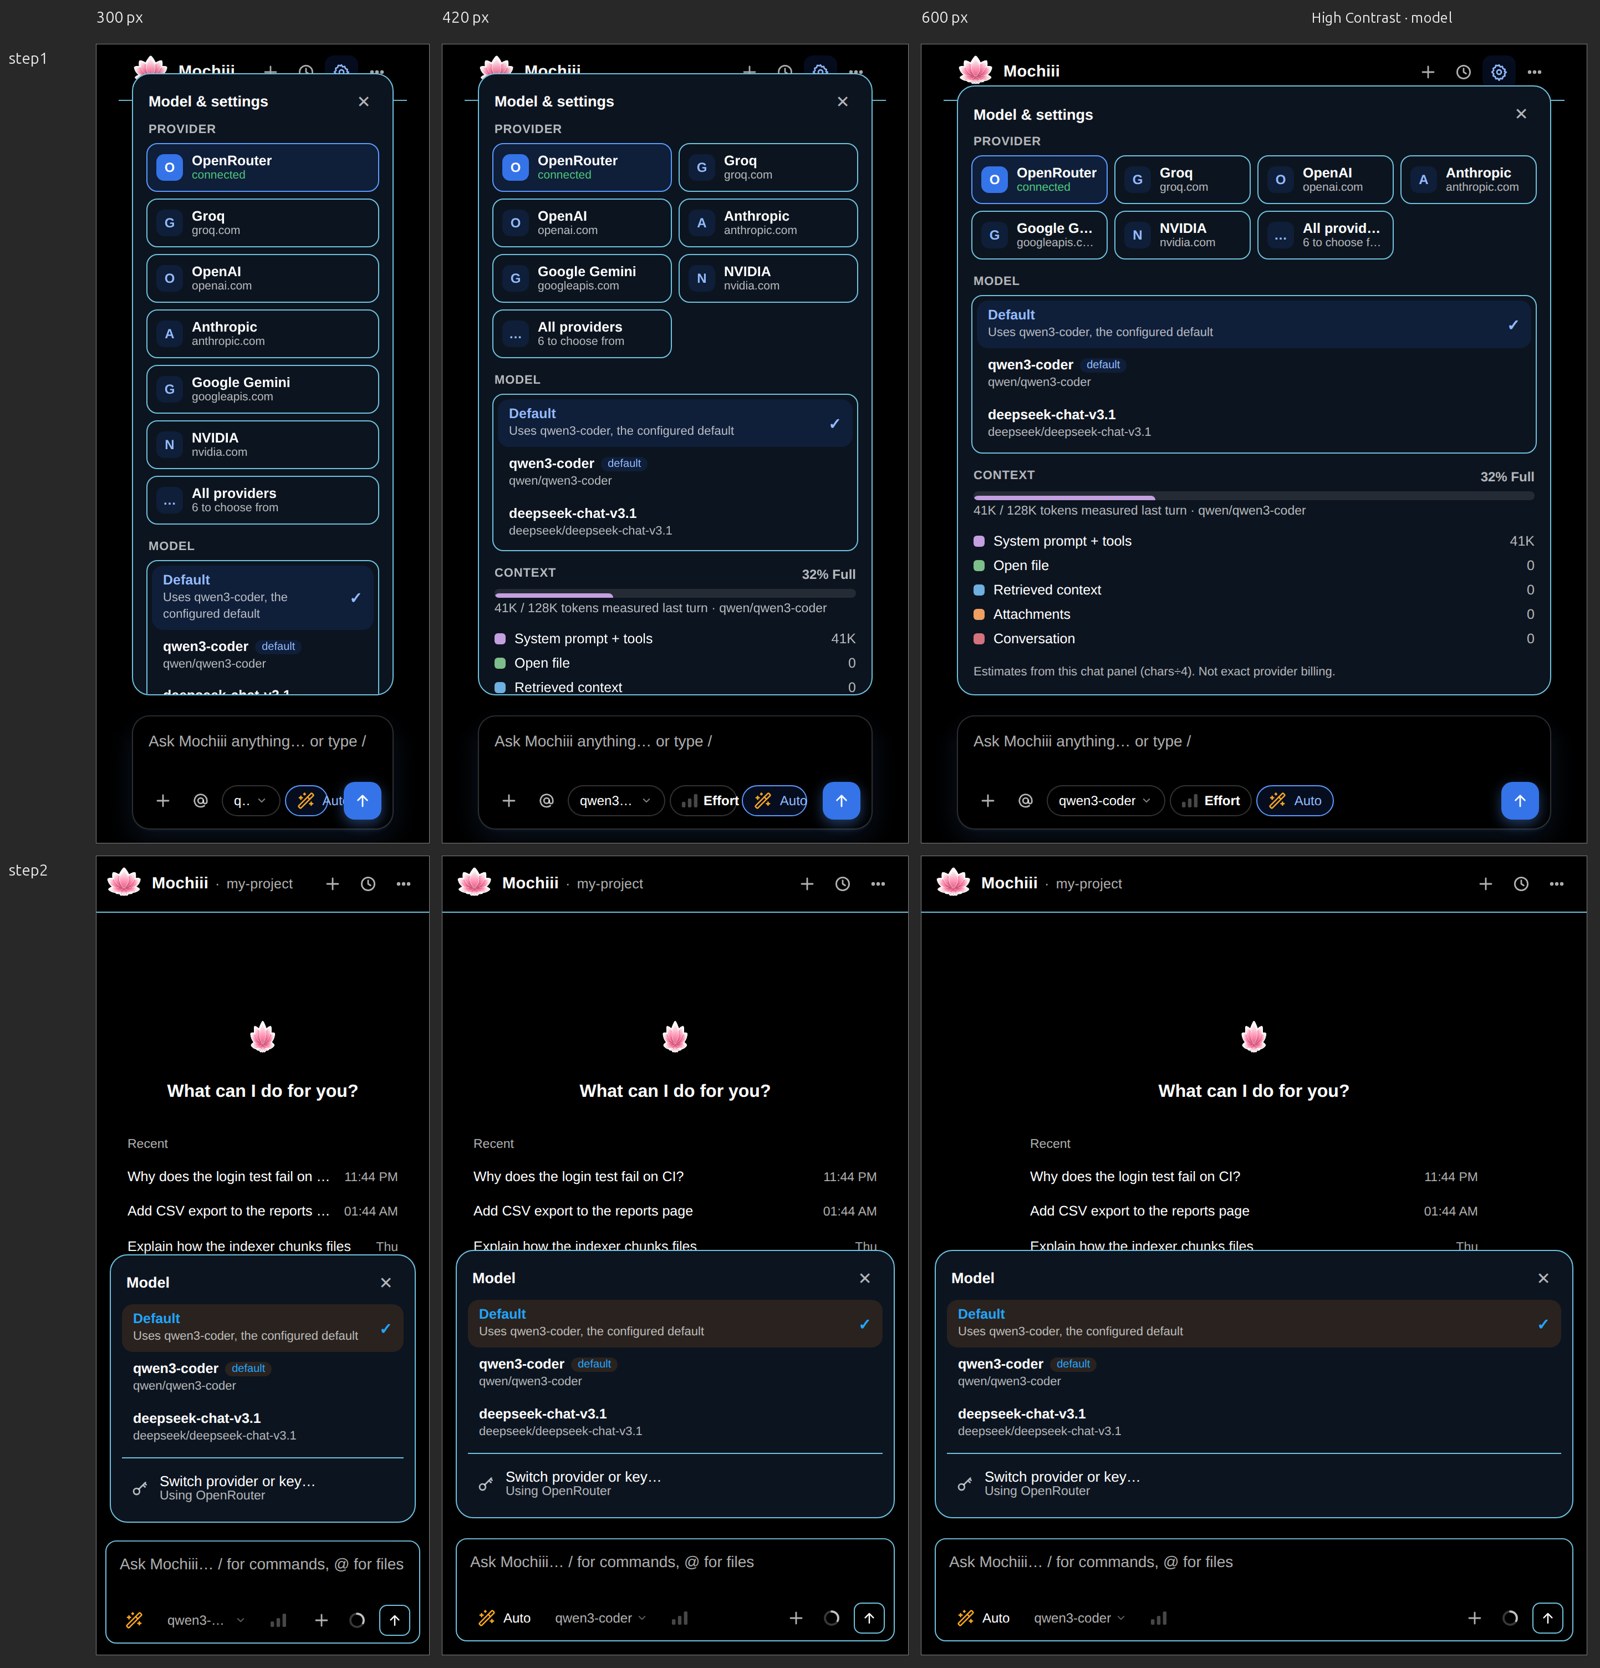 300 px
420 px
600 px
High Contrast · model
step1
Mochiii
Model & settings
PROVIDER
O OpenRouter
connected
G Groq
groq.com
O OpenAI
openai.com
A Anthropic
anthropic.com
G Google Gemini
googleapis.com
N NVIDIA
nvidia.com
... All providers
6 to choose from
MODEL
Default
Uses qwen3-coder, the
configured default
✓
qwen3-coder default
qwen/qwen3-coder
deepseek-chat-v3.1
Ask Mochiii anything… or type /
@ q.. Auto
Mochiii
Model & settings
PROVIDER
O OpenRouter
connected
G Groq
groq.com
O OpenAI
openai.com
A Anthropic
anthropic.com
G Google Gemini
googleapis.com
N NVIDIA
nvidia.com
... All providers
6 to choose from
MODEL
Default
Uses qwen3-coder, the configured default
✓
qwen3-coder default
qwen/qwen3-coder
deepseek-chat-v3.1
deepseek/deepseek-chat-v3.1
CONTEXT 32% Full
41K / 128K tokens measured last turn · qwen/qwen3-coder
System prompt + tools 41K
Open file 0
Retrieved context 0
Ask Mochiii anything… or type /
@ qwen3… Effort Auto
Mochiii
Model & settings
PROVIDER
O OpenRouter
connected
G Groq
groq.com
O OpenAI
openai.com
A Anthropic
anthropic.com
G Google G…
googleapis.c…
N NVIDIA
nvidia.com
... All provid…
6 to choose f…
MODEL
Default
Uses qwen3-coder, the configured default
✓
qwen3-coder default
qwen/qwen3-coder
deepseek-chat-v3.1
deepseek/deepseek-chat-v3.1
CONTEXT 32% Full
41K / 128K tokens measured last turn · qwen/qwen3-coder
System prompt + tools 41K
Open file 0
Retrieved context 0
Attachments 0
Conversation 0
Estimates from this chat panel (chars÷4). Not exact provider billing.
Ask Mochiii anything… or type /
@ qwen3-coder Effort Auto
step2
Mochiii · my-project
What can I do for you?
Recent
Why does the login test fail on … 11:44 PM
Add CSV export to the reports … 01:44 AM
Explain how the indexer chunks files Thu
Model
Default
Uses qwen3-coder, the configured default
✓
qwen3-coder default
qwen/qwen3-coder
deepseek-chat-v3.1
deepseek/deepseek-chat-v3.1
Switch provider or key…
Using OpenRouter
Ask Mochiii… / for commands, @ for files
qwen3-…
Mochiii · my-project
What can I do for you?
Recent
Why does the login test fail on CI? 11:44 PM
Add CSV export to the reports page 01:44 AM
Explain how the indexer chunks files Thu
Model
Default
Uses qwen3-coder, the configured default
✓
qwen3-coder default
qwen/qwen3-coder
deepseek-chat-v3.1
deepseek/deepseek-chat-v3.1
Switch provider or key…
Using OpenRouter
Ask Mochiii… / for commands, @ for files
Auto qwen3-coder
Mochiii · my-project
What can I do for you?
Recent
Why does the login test fail on CI? 11:44 PM
Add CSV export to the reports page 01:44 AM
Explain how the indexer chunks files Thu
Model
Default
Uses qwen3-coder, the configured default
✓
qwen3-coder default
qwen/qwen3-coder
deepseek-chat-v3.1
deepseek/deepseek-chat-v3.1
Switch provider or key…
Using OpenRouter
Ask Mochiii… / for commands, @ for files
Auto qwen3-coder